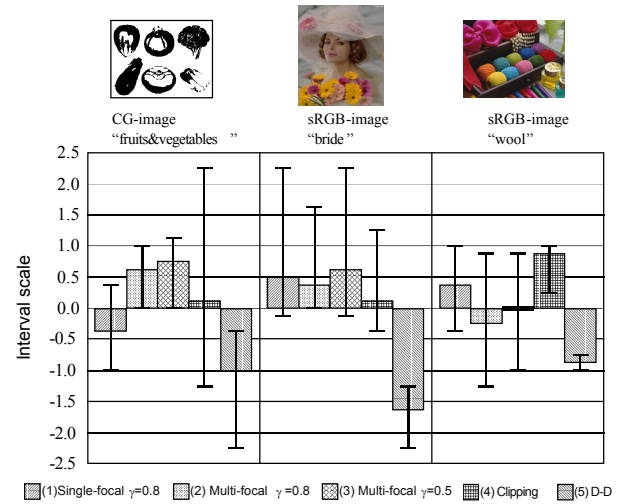 CG-image sRGB-image sRGB-image
“fruits&vegetables ” “bride ” “wool”
2.5
2.0
1.5
1.0
0.5
0.0
-0.5
-1.0
-1.5
-2.0
-2.5
Interval scale
(1)Single-focal γ=0.8 (2) Multi-focal γ=0.8 (3) Multi-focal γ=0.5 (4) Clipping (5) D-D